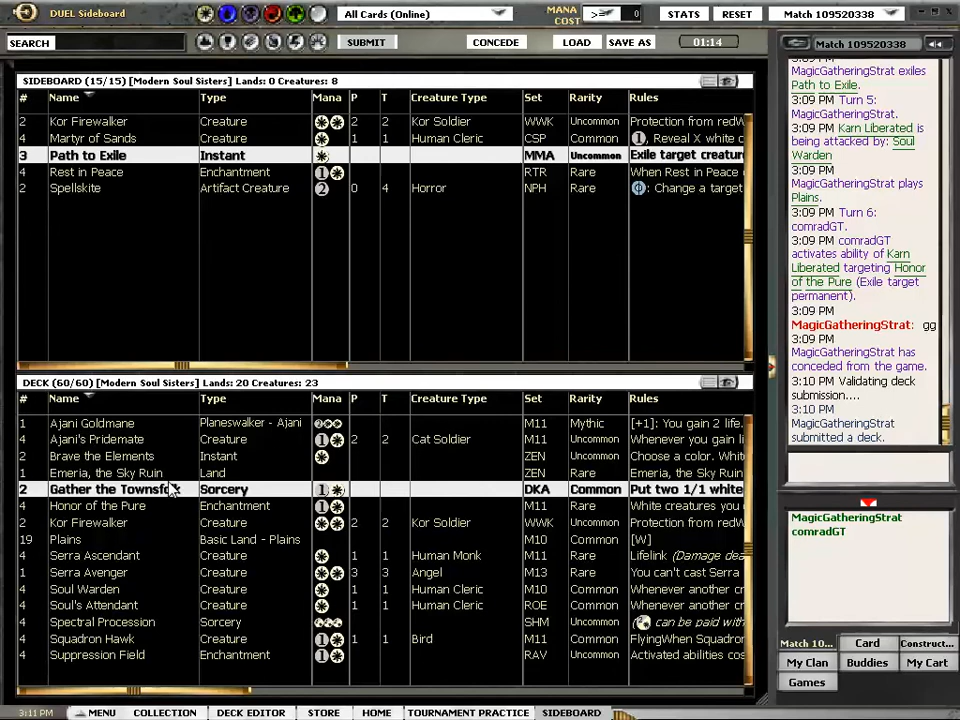 DUEL Sideboard
All Cards (Online)
MANA COST
0
STATS
RESET
Match 109520338
SEARCH
SUBMIT
CONCEDE
LOAD
SAVE AS
01:14
Match 109520338
SIDEBOARD (15/15) [Modern Soul Sisters] Lands: 0 Creatures: 8
# Name Type Mana P T Creature Type Set Rarity Rules
2 Kor Firewalker Creature 2 2 Kor Soldier WWK Uncommon Protection from redW
4 Martyr of Sands Creature 1 1 Human Cleric CSP Common 1, Reveal X white c
3 Path to Exile Instant MMA Uncommon Exile target creatur
4 Rest in Peace Enchantment 1 RTR Rare When Rest in Peace
2 Spellskite Artifact Creature 2 0 4 Horror NPH Rare : Change a target
DECK (60/60) [Modern Soul Sisters] Lands: 20 Creatures: 23
# Name Type Mana P T Creature Type Set Rarity Rules
1 Ajani Goldmane Planeswalker - Ajani 2 M11 Mythic [+1]: You gain 2 life.
4 Ajani's Pridemate Creature 1 2 2 Cat Soldier M11 Uncommon Whenever you gain li
2 Brave the Elements Instant ZEN Uncommon Choose a color. Whit
1 Emeria, the Sky Ruin Land ZEN Rare Emeria, the Sky Ruin
2 Gather the Townsfo Sorcery 1 DKA Common Put two 1/1 white
4 Honor of the Pure Enchantment 1 M11 Rare White creatures you c
2 Kor Firewalker Creature 2 2 Kor Soldier WWK Uncommon Protection from redW
19 Plains Basic Land - Plains M10 Common [W]
4 Serra Ascendant Creature 1 1 Human Monk M11 Rare Lifelink (Damage dea
1 Serra Avenger Creature 3 3 Angel M13 Rare You can't cast Serra
4 Soul Warden Creature 1 1 Human Cleric M10 Common Whenever another cr
4 Soul's Attendant Creature 1 1 Human Cleric ROE Common Whenever another cr
4 Spectral Procession Sorcery SHM Uncommon can be paid with
4 Squadron Hawk Creature 1 1 1 Bird M11 Common FlyingWhen Squadron
4 Suppression Field Enchantment 1 RAV Uncommon Activated abilities cos
MagicGatheringStrat exiles
Path to Exile.
3:09 PM Turn 5:
MagicGatheringStrat.
3:09 PM Karn Liberated is
being attacked by: Soul
Warden
3:09 PM
MagicGatheringStrat plays
Plains.
3:09 PM Turn 6:
comradGT.
3:09 PM comradGT
activates ability of Karn
Liberated targeting Honor
of the Pure (Exile target
permanent).
3:09 PM
MagicGatheringStrat: gg
3:09 PM
MagicGatheringStrat has
conceded from the game.
3:10 PM Validating deck
submission....
3:10 PM
MagicGatheringStrat
submitted a deck.
MagicGatheringStrat
comradGT
Match 10...
Card
Construct...
My Clan
Buddies
My Cart
Games
3:11 PM
MENU
COLLECTION
DECK EDITOR
STORE
HOME
TOURNAMENT PRACTICE
SIDEBOARD